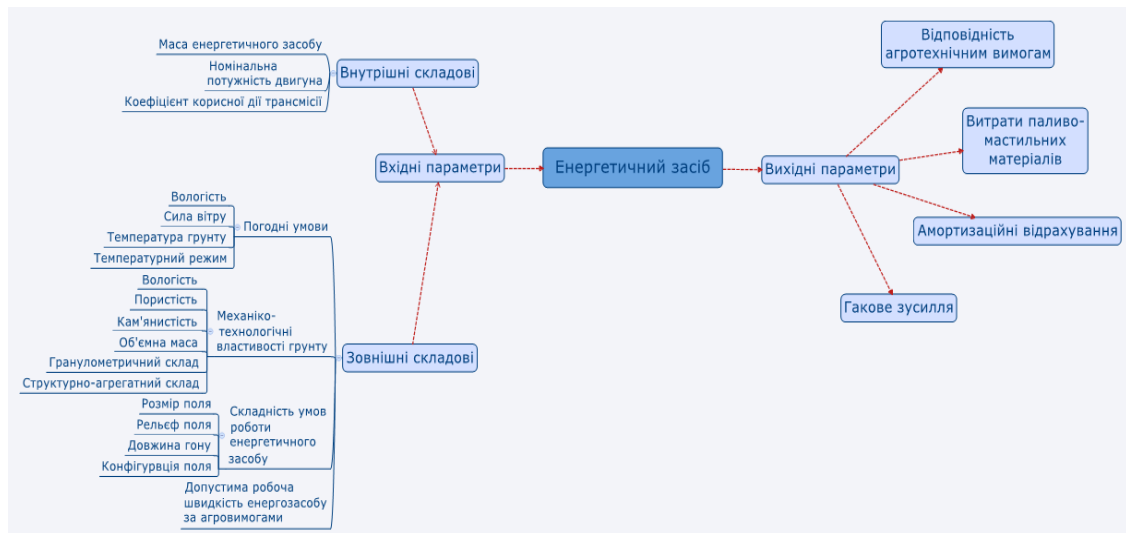 Маса енергетичного засобу
Номінальна
потужність двигуна
Коефіцієнт корисної дії трансмісії
Внутрішні складові
Вхідні параметри
Енергетичний засіб
Вихідні параметри
Відповідність
агротехнічним вимогам
Витрати паливо-
мастильних
матеріалів
Амортизаційні відрахування
Гакове зусилля
Вологість
Сила вітру
Температура грунту
Температурний режим
Погодні умови
Вологість
Пористість
Кам'янистість
Об'ємна маса
Гранулометричний склад
Структурно-агрегатний склад
Механіко-
технологічні
властивості грунту
Зовнішні складові
Розмір поля
Рельєф поля
Довжина гону
Конфігурвція поля
Складність умов
роботи
енергетичного
засобу
Допустима робоча
швидкість енергозасобу
за агровимогами